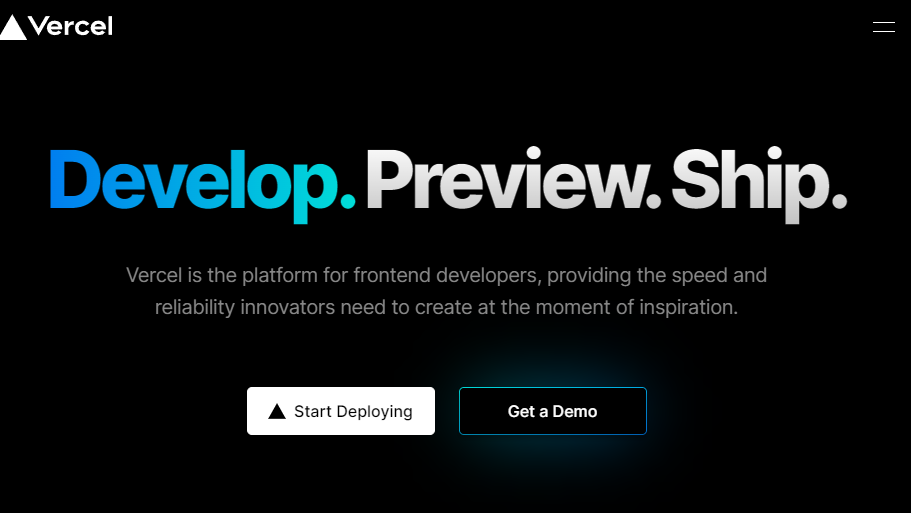 Vercel
Develop. Preview. Ship.
Vercel is the platform for frontend developers, providing the speed and
reliability innovators need to create at the moment of inspiration.
Start Deploying
Get a Demo